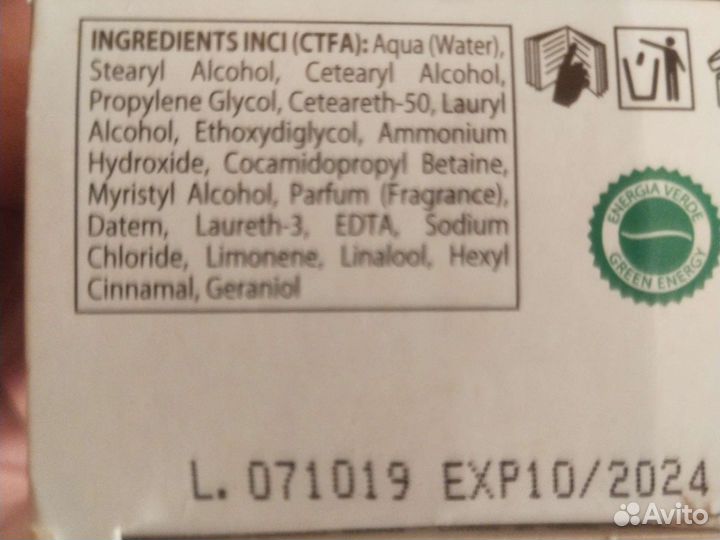 INGREDIENTS INCI (CTFA): Aqua (Water),
Stearyl Alcohol, Cetearyl Alcohol,
Propylene Glycol, Ceteareth-50, Lauryl
Alcohol, Ethoxydiglycol, Ammonium
Hydroxide, Cocamidopropyl Betaine,
Myristyl Alcohol, Parfum (Fragrance),
Datem, Laureth-3, EDTA, Sodium
Chloride, Limonene, Linalool, Hexyl
Cinnamal, Geraniol
ENERGIA VERDE
GREEN ENERGY
L. 071019 EXP10/2024
Avito